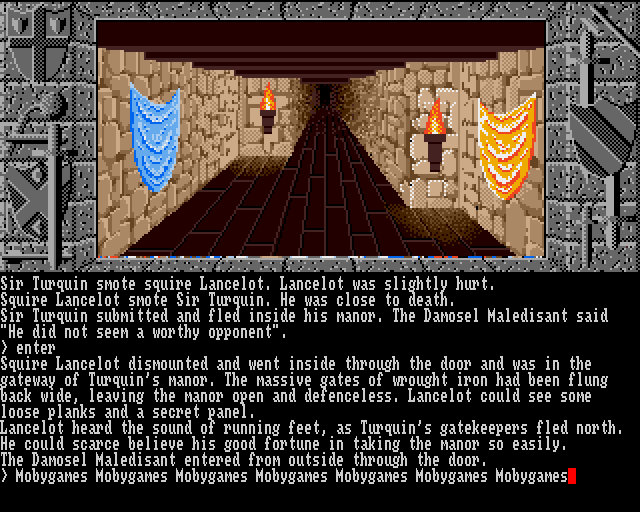 Sir Turquin smote squire Lancelot. Lancelot was slightly hurt.
Squire Lancelot smote Sir Turquin. He was close to death.
Sir Turquin submitted and fled inside his manor. The Damosel Maledisant said
"He did not seem a worthy opponent".
> enter
Squire Lancelot dismounted and went inside through the door and was in the
gateway of Turquin's manor. The massive gates of wrought iron had been flung
back wide, leaving the manor open and defenceless. Lancelot could see some
loose planks and a secret panel.
Lancelot heard the sound of running feet, as Turquin's gatekeepers fled north.
He could scarce believe his good fortune in taking the manor so easily.
The Damosel Maledisant entered from outside through the door.
> Mobygames Mobygames Mobygames Mobygames Mobygames Mobygames Mobygames